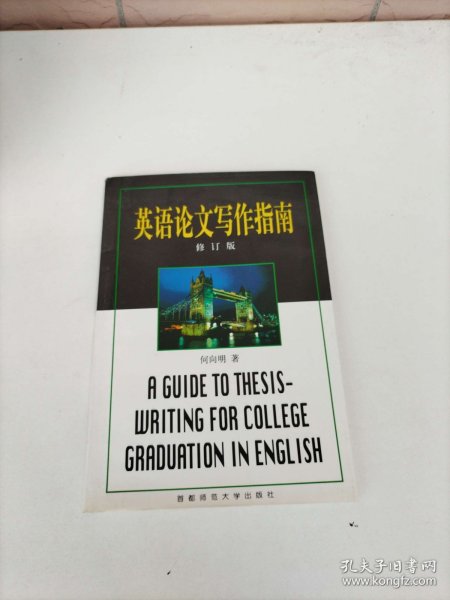 英语论文写作指南
修订版
何向明 著
A GUIDE TO THESIS-
WRITING FOR COLLEGE
GRADUATION IN ENGLISH
首都师范大学出版社
孔夫子旧书网
www.kongfz.com